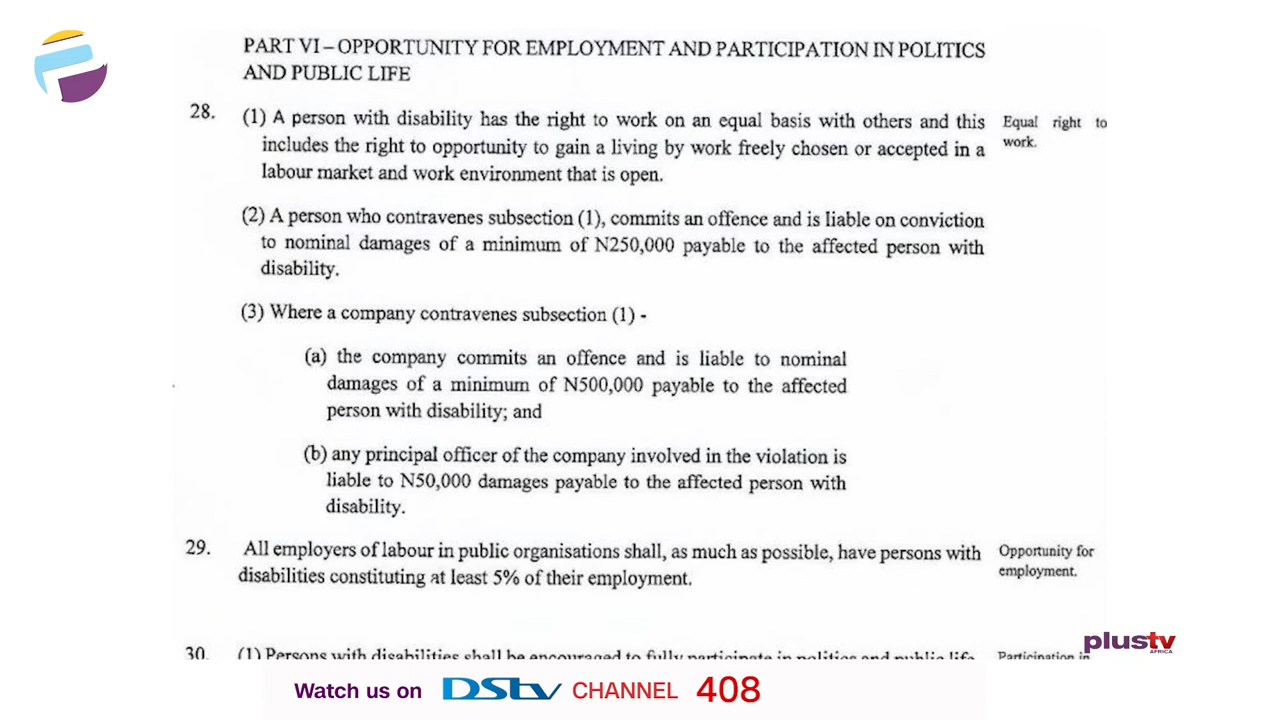 PART VI – OPPORTUNITY FOR EMPLOYMENT AND PARTICIPATION IN POLITICS
AND PUBLIC LIFE
28. (1) A person with disability has the right to work on an equal basis with others and this
includes the right to opportunity to gain a living by work freely chosen or accepted in a
labour market and work environment that is open.
Equal right to
work.
(2) A person who contravenes subsection (1), commits an offence and is liable on conviction
to nominal damages of a minimum of N250,000 payable to the affected person with
disability.
(3) Where a company contravenes subsection (1) -
(a) the company commits an offence and is liable to nominal
damages of a minimum of N500,000 payable to the affected
person with disability; and
(b) any principal officer of the company involved in the violation is
liable to N50,000 damages payable to the affected person with
disability.
29. All employers of labour in public organisations shall, as much as possible, have persons with
disabilities constituting at least 5% of their employment.
Opportunity for
employment.
30. (1) Persons with disabilities shall be encouraged to fully participate in politics and public life.
Participation in
plustv
AFRICA
Watch us on DStv CHANNEL 408